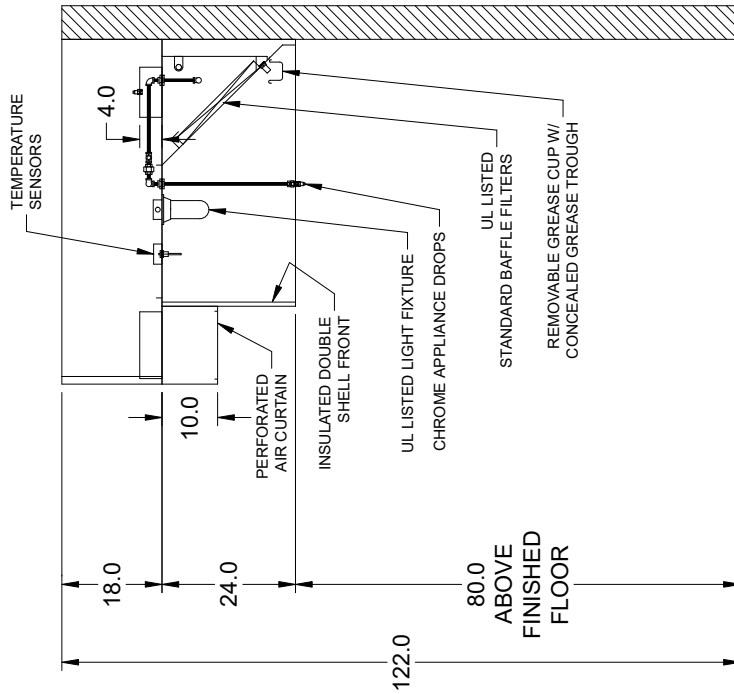 TEMPERATURE
SENSORS
4.0
18.0
10.0
24.0
PERFORATED
AIR CURTAIN
INSULATED DOUBLE
SHELL FRONT
UL LISTED LIGHT FIXTURE
CHROME APPLIANCE DROPS
UL LISTED
STANDARD BAFFLE FILTERS
REMOVABLE GREASE CUP W/
CONCEALED GREASE TROUGH
80.0
ABOVE
FINISHED
FLOOR
122.0